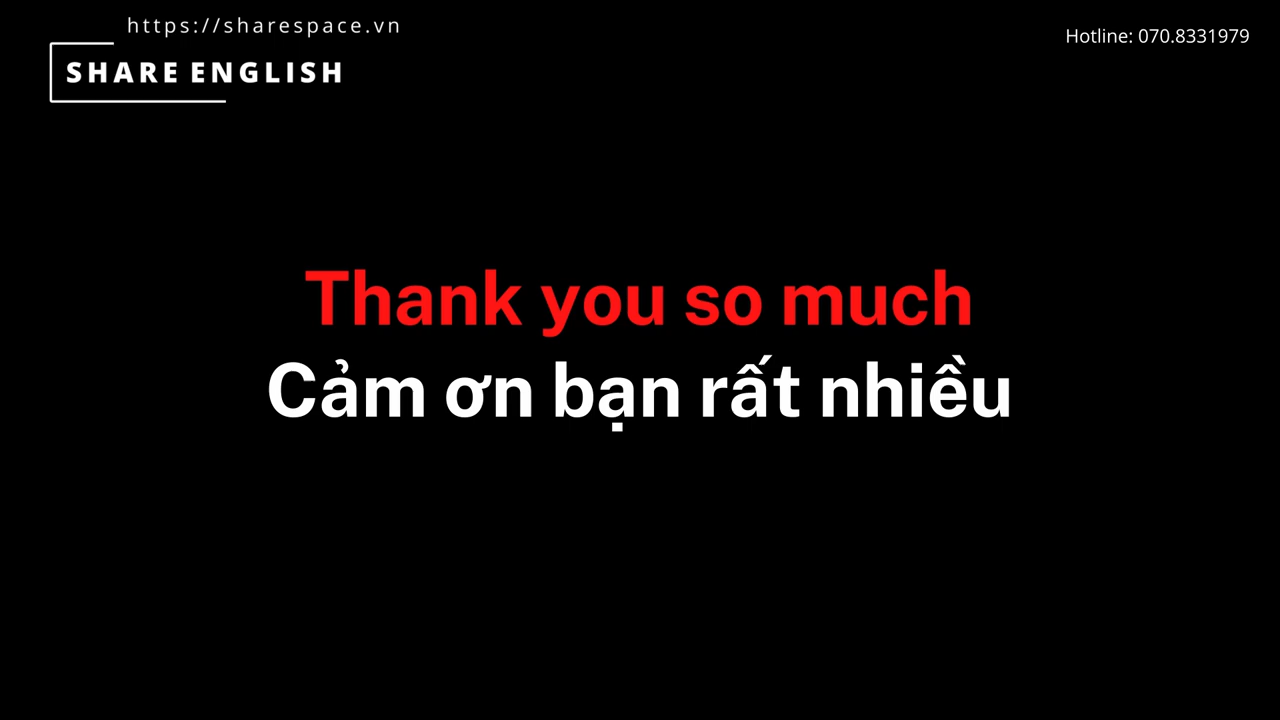 https://sharespace.vn
Hotline: 070.8331979
SHARE ENGLISH
Thank you so much
Cảm ơn bạn rất nhiều